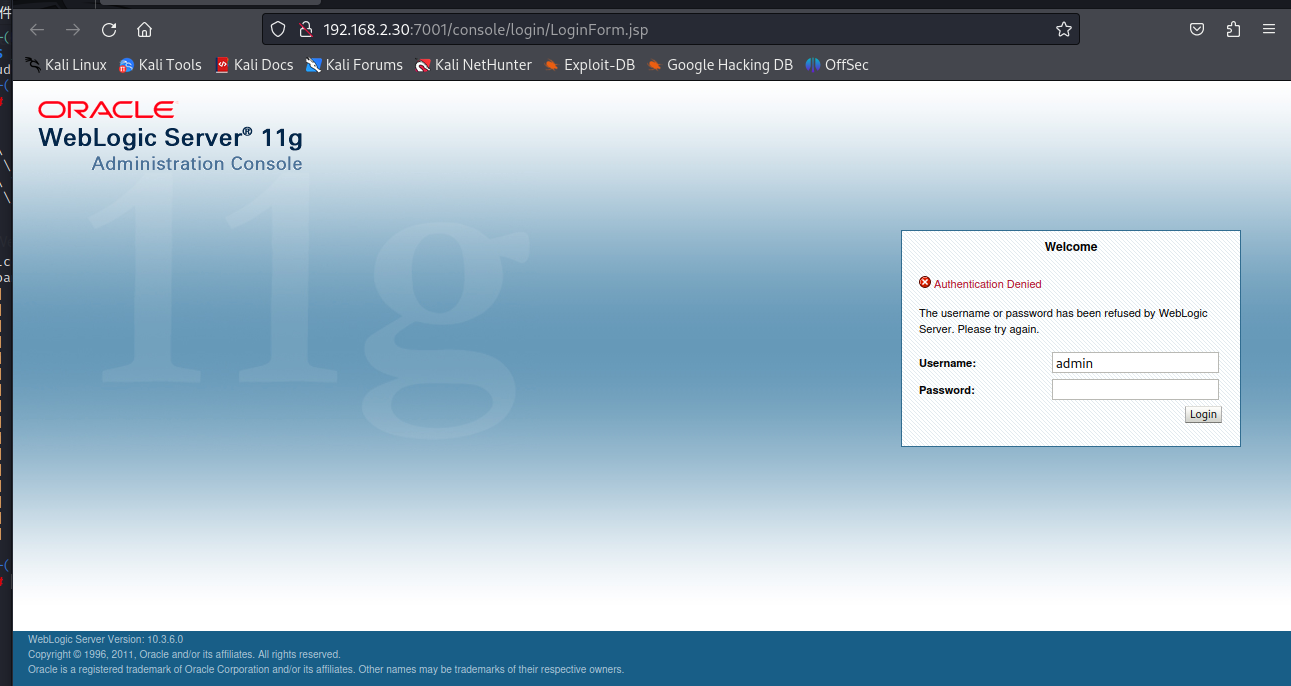 件
192.168.2.30:7001/console/login/LoginForm.jsp
Kali Linux Kali Tools Kali Docs Kali Forums Kali NetHunter Exploit-DB Google Hacking DB OffSec
ORACLE
WebLogic Server® 11g
Administration Console
11g
Welcome
Authentication Denied
The username or password has been refused by WebLogic
Server. Please try again.
Username: admin
Password:
Login
WebLogic Server Version: 10.3.6.0
Copyright © 1996, 2011, Oracle and/or its affiliates. All rights reserved.
Oracle is a registered trademark of Oracle Corporation and/or its affiliates. Other names may be trademarks of their respective owners.